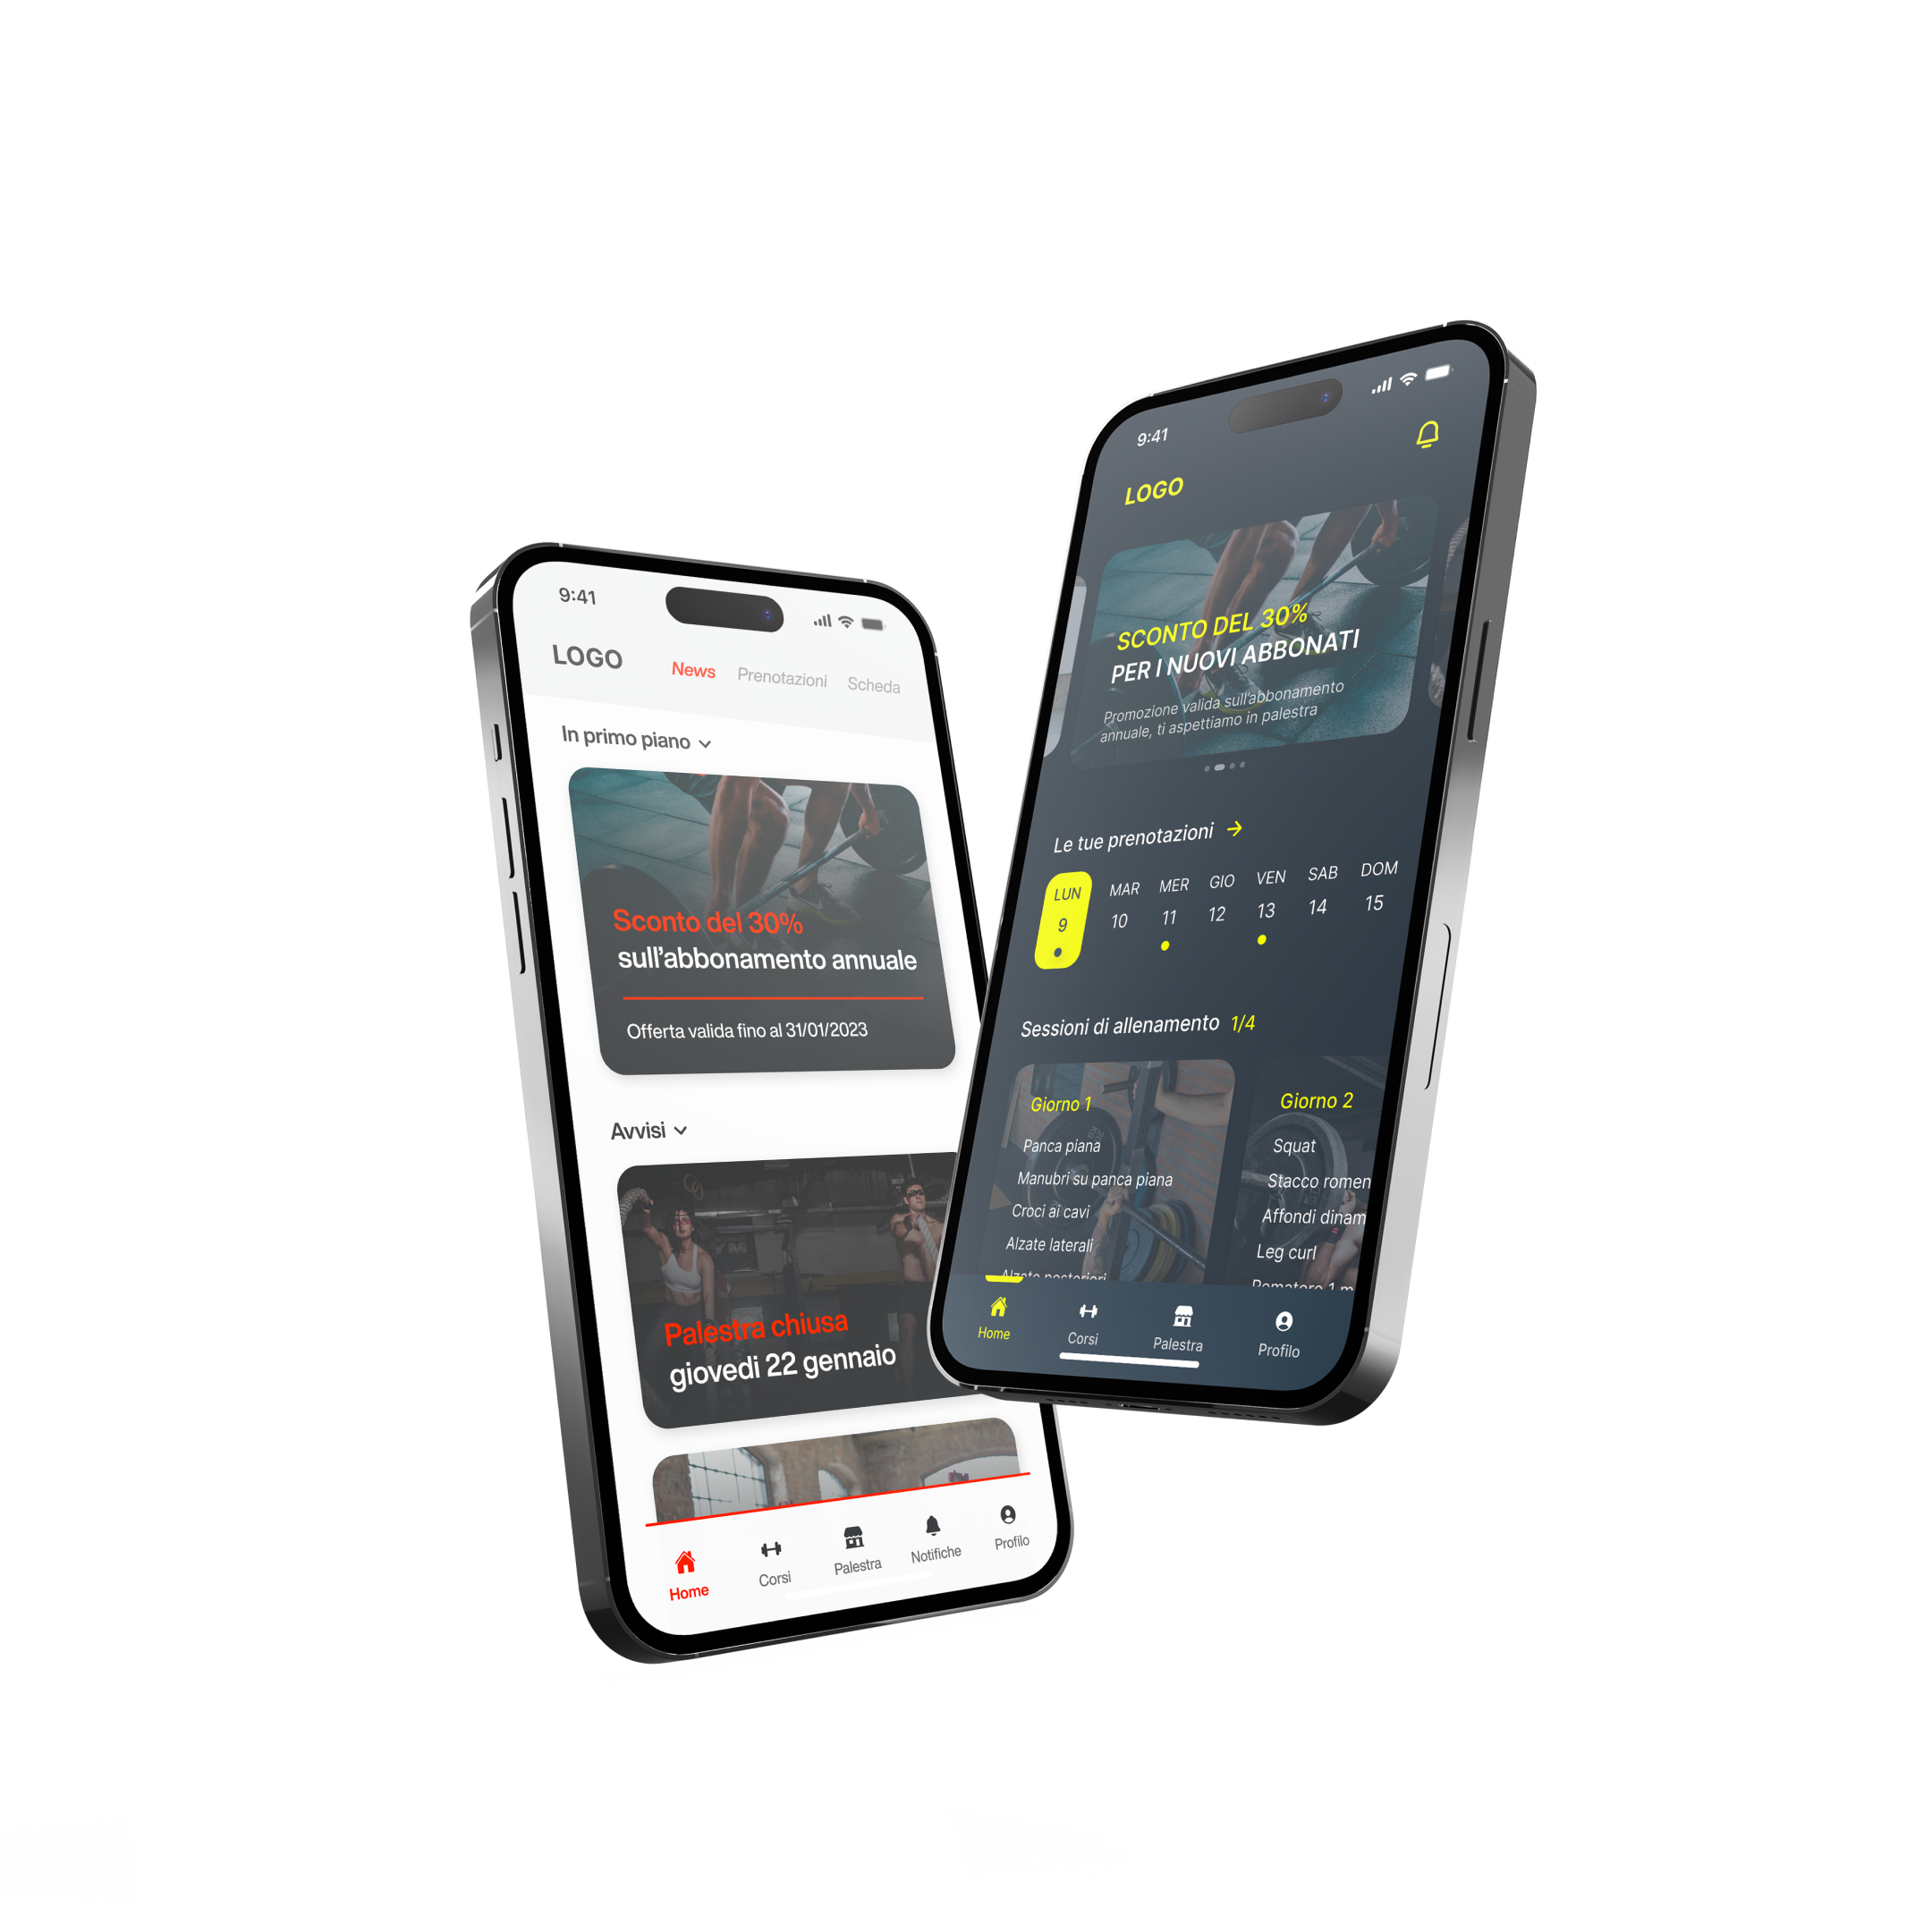 9:41
LOGO
News Prenotazioni Scheda
In primo piano
Sconto del 30%
sull'abbonamento annuale
Offerta valida fino al 31/01/2023
Avvisi
Palestra chiusa
giovedi 22 gennaio
Home Corsi Palestra Notifiche Profilo
9:41
LOGO
SCONTO DEL 30%
PER I NUOVI ABBONATI
Promozione valida sull'abbonamento
annuale, ti aspettiamo in palestra
Le tue prenotazioni
LUN MAR MER GIO VEN SAB DOM
9 10 11 12 13 14 15
Sessioni di allenamento 1/4
Giorno 1
Panca piana
Manubri su panca piana
Croci ai cavi
Alzate laterali
Alzate posteriori
Giorno 2
Squat
Stacco romen
Affondi dinam
Leg curl
Home Corsi Palestra Profilo